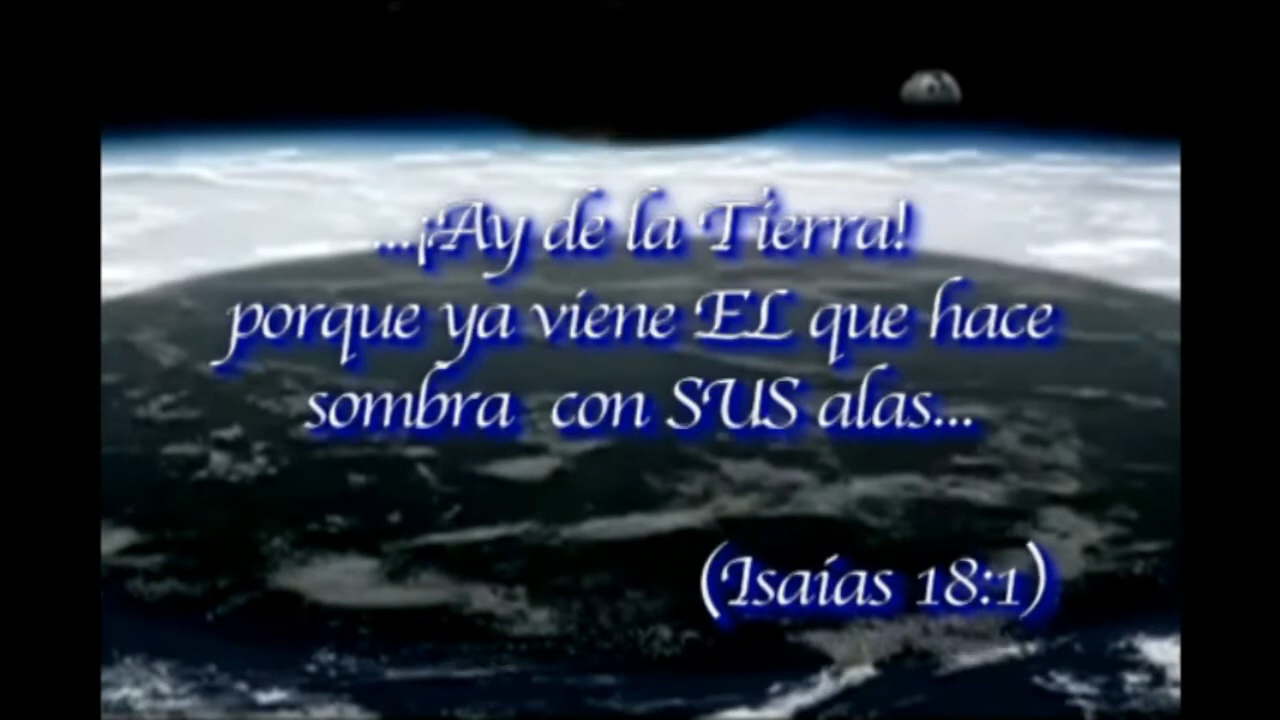 ...¡Ay de la Tierra!
porque ya viene EL que hace
sombra con SUS alas...
(Isaías 18:1)